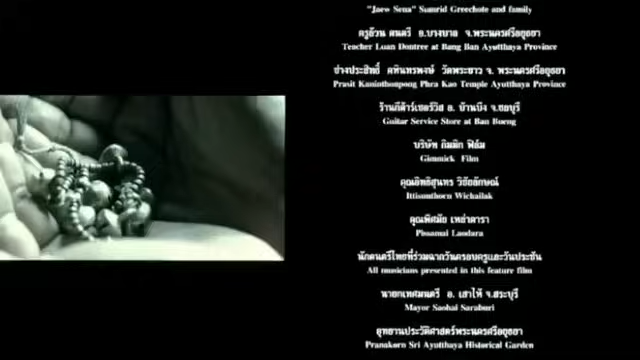 "Jaew Sena" Sumrid Greechote and family
ครูอ้วน ดนตรี อ.บางบาล จ.พระนครศรีอยุธยา
Teacher Luan Dontree at Bang Ban Ayutthaya Province
ช่างประสิทธิ์ คหินทรพงษ์ วัดพระขาว จ. พระนครศรีอยุธยา
Prasit Kaninthonpong Phra Kao Temple Ayutthaya Province
ร้านกีต้าร์เซอร์วิส อ. บ้านบึง จ.ชลบุรี
Guitar Service Store at Ban Bueng
บริษัท กิมมิก ฟิล์ม
Gimmick Film
คุณอิทธิสุนทร วิชัยลักษณ์
Ittisunthorn Wichailak
คุณพิศมัย เหล่าดารา
Pissamai Laodara
นักดนตรีไทยที่ร่วมฉากวันครอบครูและวันประชัน
All musicians presented in this feature film
นายกเทศมนตรี อ. เสาไห้ จ.สระบุรี
Mayor Saohai Saraburi
อุทยานประวัติศาสตร์พระนครศรีอยุธยา
Pranakorn Sri Ayutthaya Historical Garden